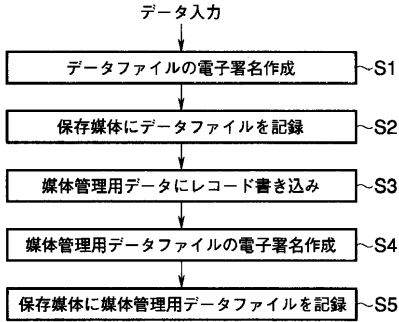 データ入力
データファイルの電子署名作成 S1
保存媒体にデータファイルを記録 S2
媒体管理用データにレコード書き込み S3
媒体管理用データファイルの電子署名作成 S4
保存媒体に媒体管理用データファイルを記録 S5